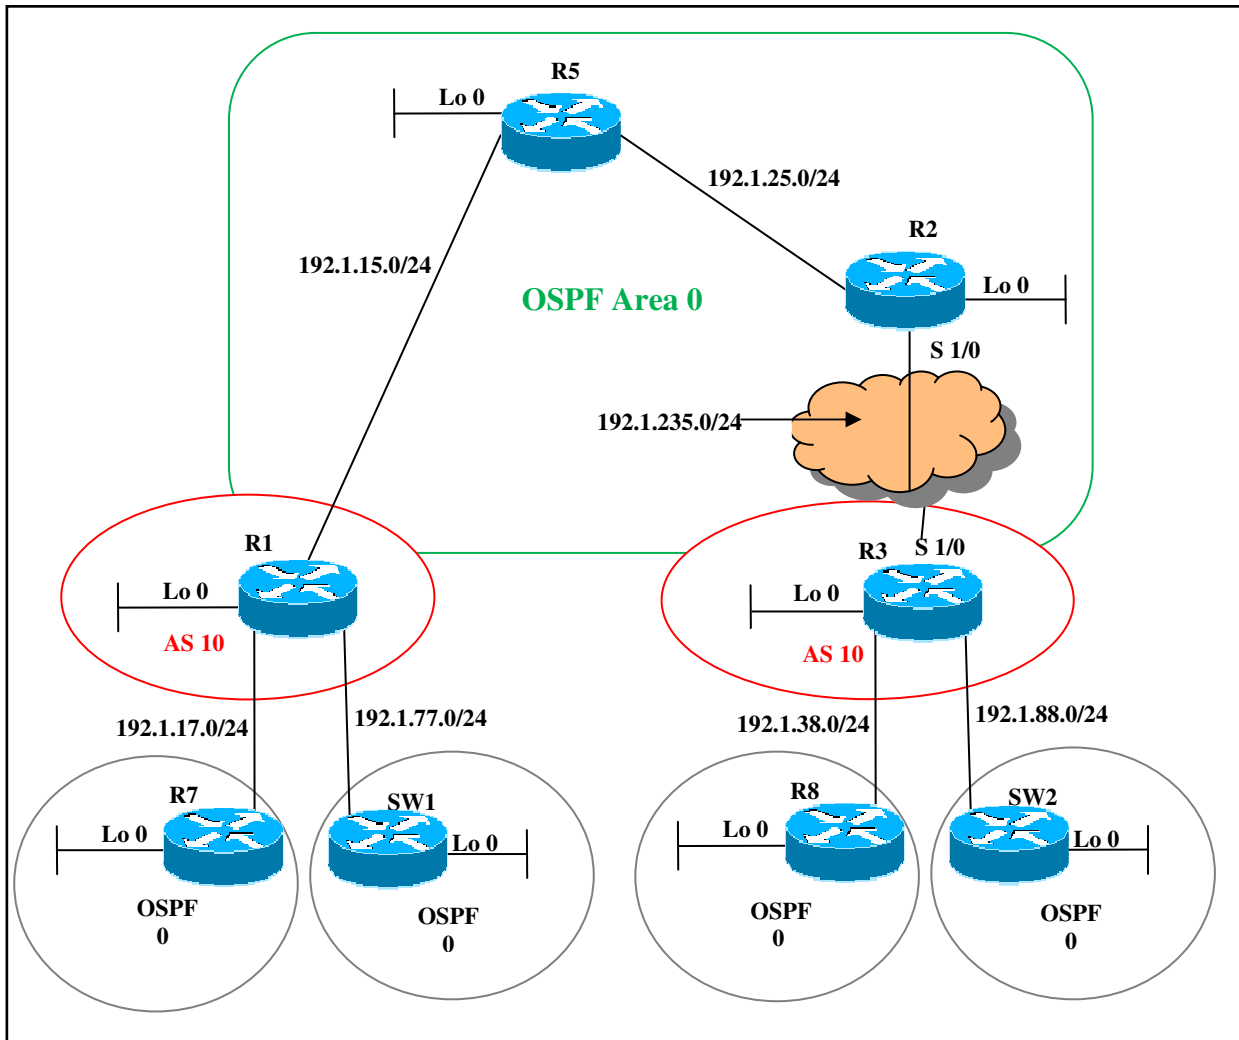 R5
Lo 0
192.1.25.0/24
R2
192.1.15.0/24
Lo 0
OSPF Area 0
S 1/0
192.1.235.0/24
R1
R3
S 1/0
Lo 0
Lo 0
AS 10
AS 10
192.1.17.0/24
192.1.77.0/24
192.1.38.0/24
192.1.88.0/24
R7
SW1
R8
SW2
Lo 0
Lo 0
Lo 0
Lo 0
OSPF
0
OSPF
0
OSPF
0
OSPF
0